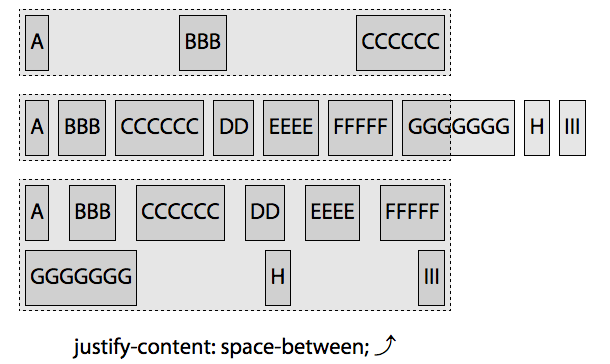 A BBB CCCCCC
A BBB CCCCCC DD EEEE FFFFF GGGGGGG H III
A BBB CCCCCC DD EEEE FFFFF
GGGGGGG H III
justify-content: space-between;